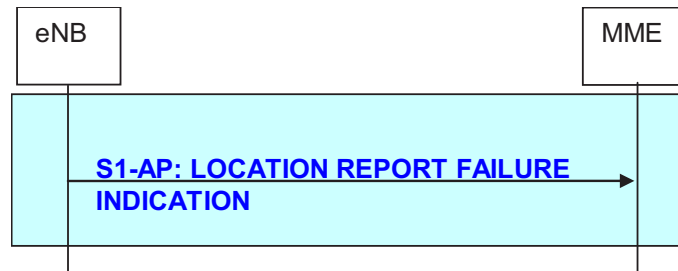 eNB
MME
S1-AP: LOCATION REPORT FAILURE
INDICATION